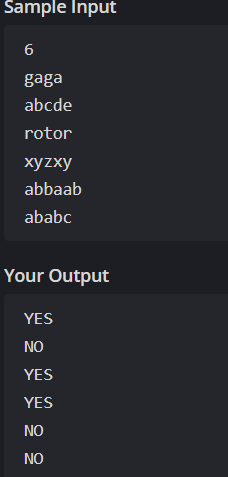 Sample Input
6
gaga
abcde
rotor
xyzxy
abbaab
ababc
Your Output
YES
NO
YES
YES
NO
NO